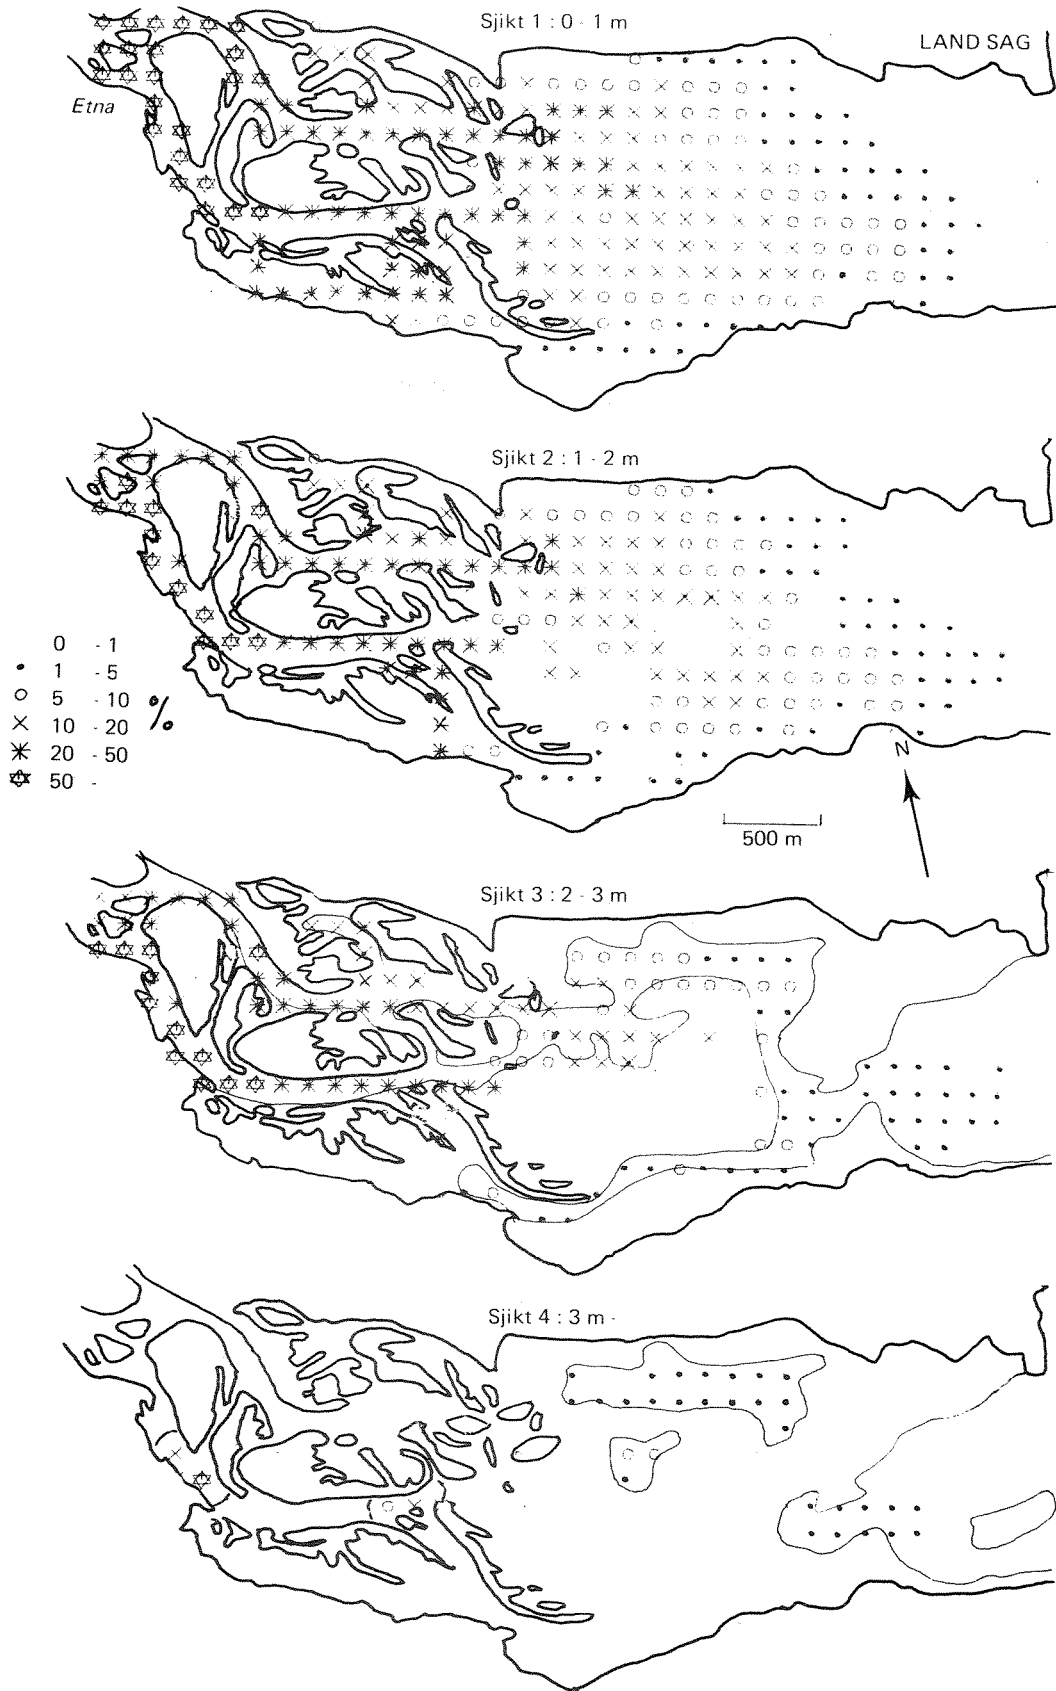 Sjikt 1 : 0 - 1 m
LAND SAG
Etna
Sjikt 2 : 1 - 2 m
0 - 1
1 - 5
5 - 10
10 - 20
20 - 50
50 -
%
N
500 m
Sjikt 3 : 2 - 3 m
Sjikt 4 : 3 m -